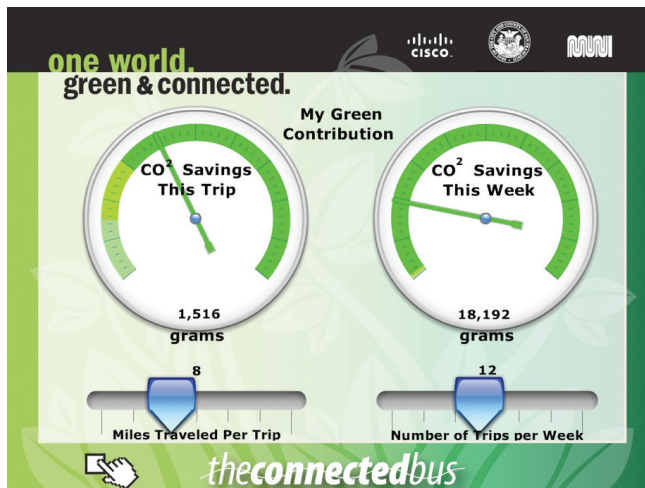 CISCO.
MUNI
one world.
green & connected.
My Green
Contribution
CO2 Savings
This Trip
1,516
grams
CO2 Savings
This Week
18,192
grams
8
Miles Traveled Per Trip
12
Number of Trips per Week
theconnectedbus